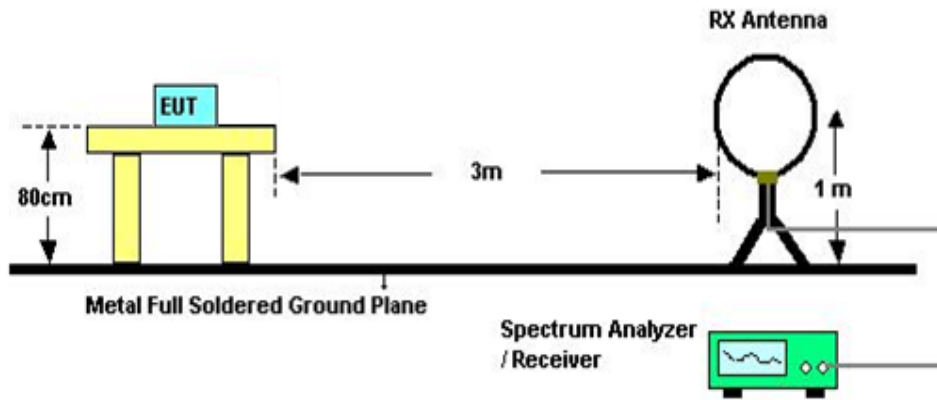 RX Antenna
EUT
80cm
3m
1 m
Metal Full Soldered Ground Plane
Spectrum Analyzer
/ Receiver